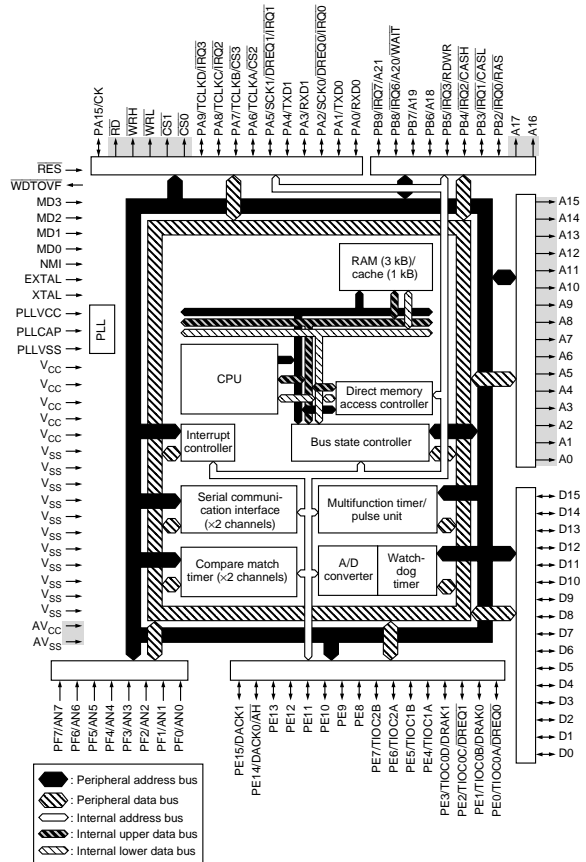 PA15/CK
RD
WRH
WRL
CS1
CS0
PA9/TCLKD/IRQ3
PA8/TCLKC/IRQ2
PA7/TCLKB/CS3
PA6/TCLKA/CS2
PA5/SCK1/DREQ1/IRQ1
PA4/TXD1
PA3/RXD1
PA2/SCK0/DREQ0/IRQ0
PA1/TXD0
PA0/RXD0
PB9/IRQ7/A21
PB8/IRQ6/A20/WAIT
PB7/A19
PB6/A18
PB5/IRQ3/RDWR
PB4/IRQ2/CASH
PB3/IRQ1/CASL
PB2/IRQ0/RAS
A17
A16
RES
WDTOVF
MD3
MD2
MD1
MD0
NMI
EXTAL
XTAL
PLLVCC
PLLCAP
PLLVSS
VCC
VCC
VCC
VCC
VCC
VSS
VSS
VSS
VSS
VSS
VSS
VSS
VSS
VSS
VSS
AVCC
AVSS
PLL
RAM (3 kB)/
cache (1 kB)
CPU
Direct memory
access controller
Interrupt
controller
Bus state controller
Serial communi-
cation interface
(×2 channels)
Multifunction timer/
pulse unit
Compare match
timer (×2 channels)
A/D
converter
Watch-
dog
timer
A15
A14
A13
A12
A11
A10
A9
A8
A7
A6
A5
A4
A3
A2
A1
A0
D15
D14
D13
D12
D11
D10
D9
D8
D7
D6
D5
D4
D3
D2
D1
D0
PF7/AN7
PF6/AN6
PF5/AN5
PF4/AN4
PF3/AN3
PF2/AN2
PF1/AN1
PF0/AN0
PE15/DACK1
PE14/DACK0/AH
PE13
PE12
PE11
PE10
PE9
PE8
PE7/TIOC2B
PE6/TIOC2A
PE5/TIOC1B
PE4/TIOC1A
PE3/TIOC0D/DRAK1
PE2/TIOC0C/DREQ1
PE1/TIOC0B/DRAK0
PE0/TIOC0A/DREQ0
: Peripheral address bus
: Peripheral data bus
: Internal address bus
: Internal upper data bus
: Internal lower data bus